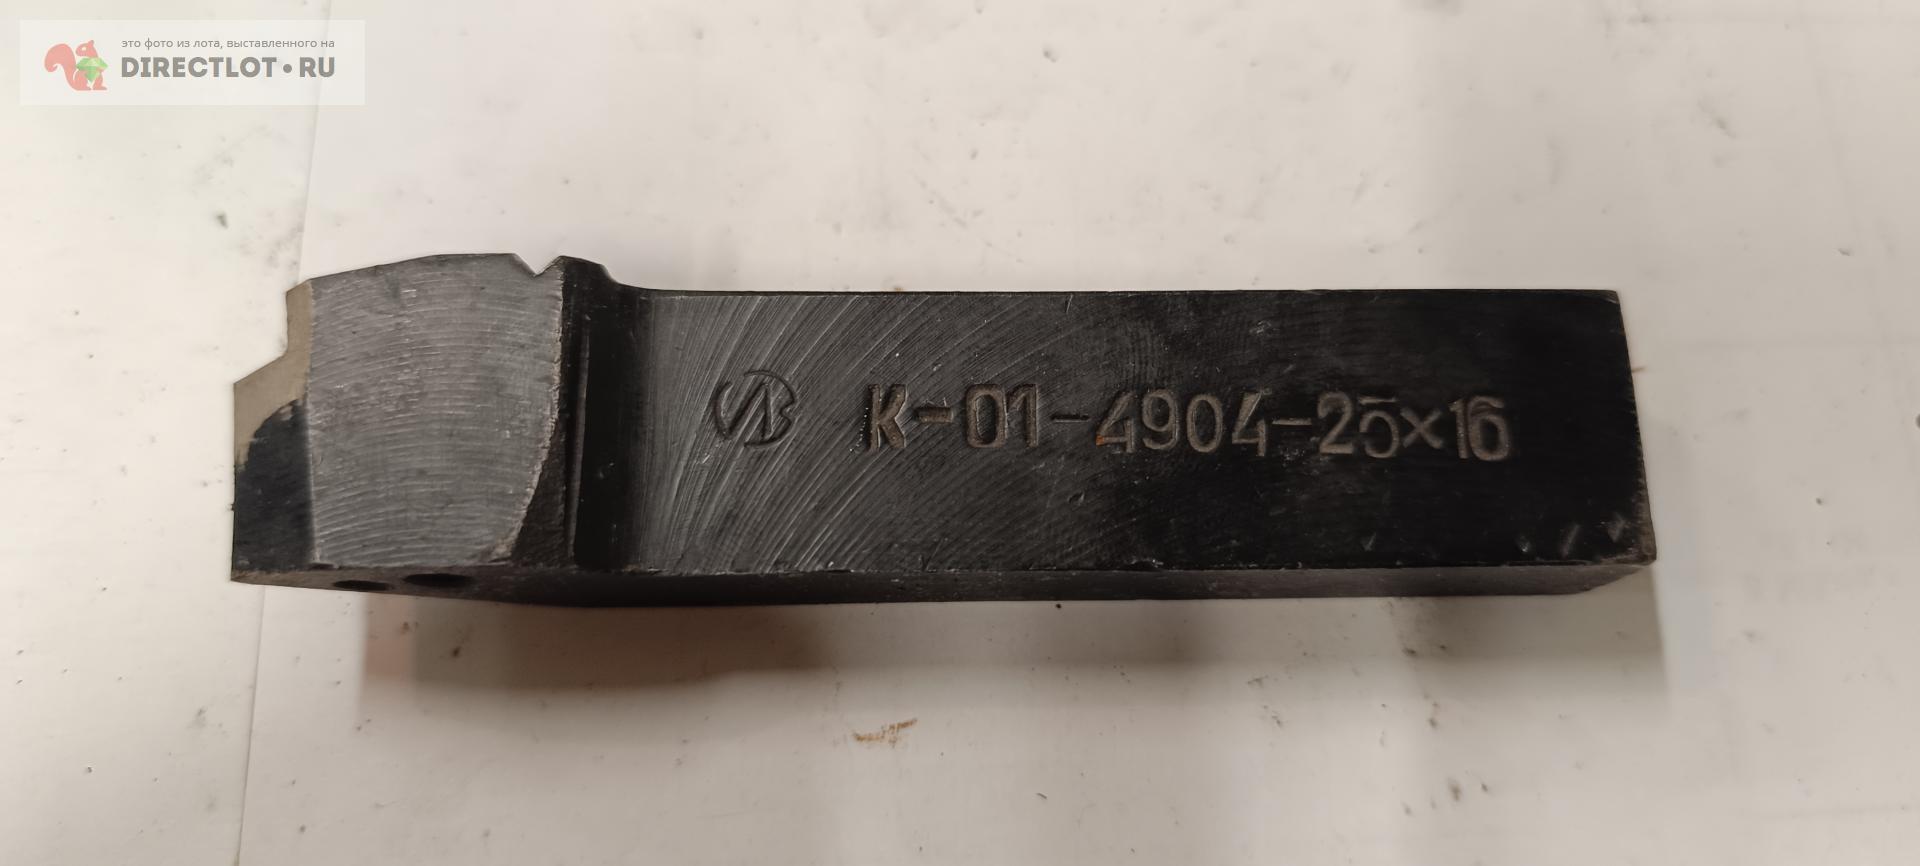 это фото из лота, выставленного на
DIRECTLOT•RU
К-01-4904-25×16